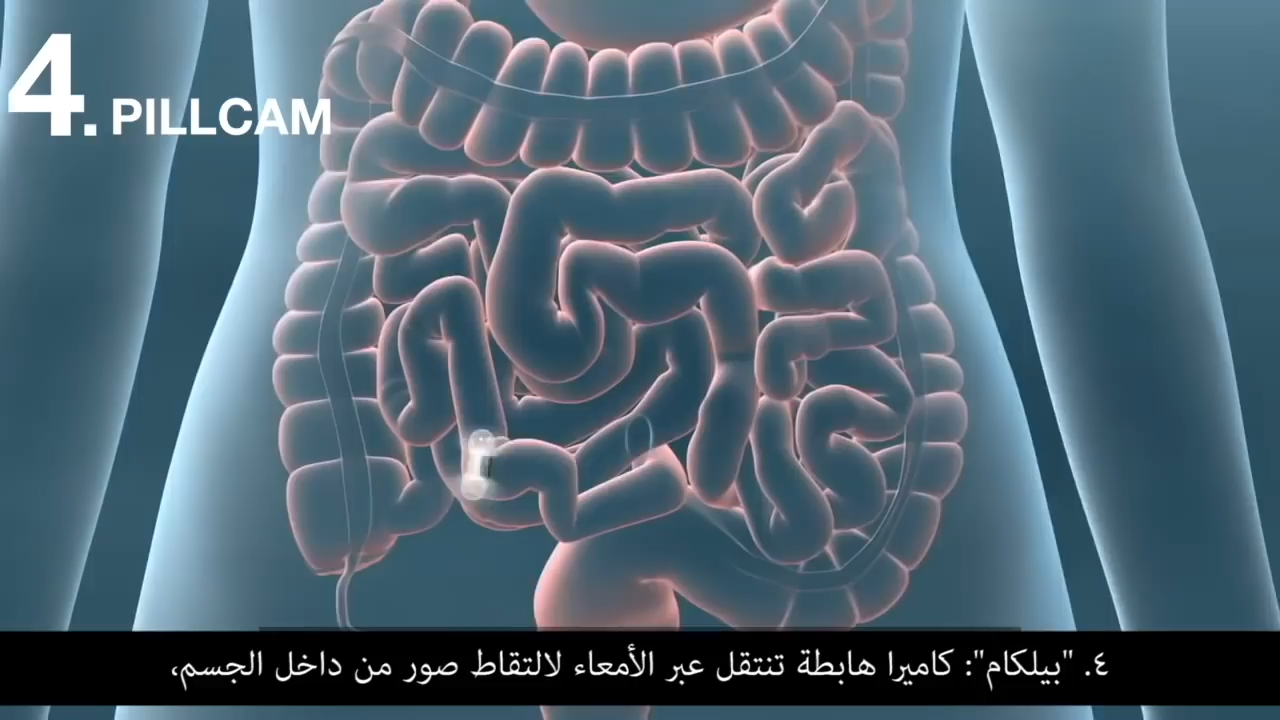 4. PILLCAM
٤. "بيلكام": كاميرا هابطة تنتقل عبر الأمعاء لالتقاط صور من داخل الجسم،